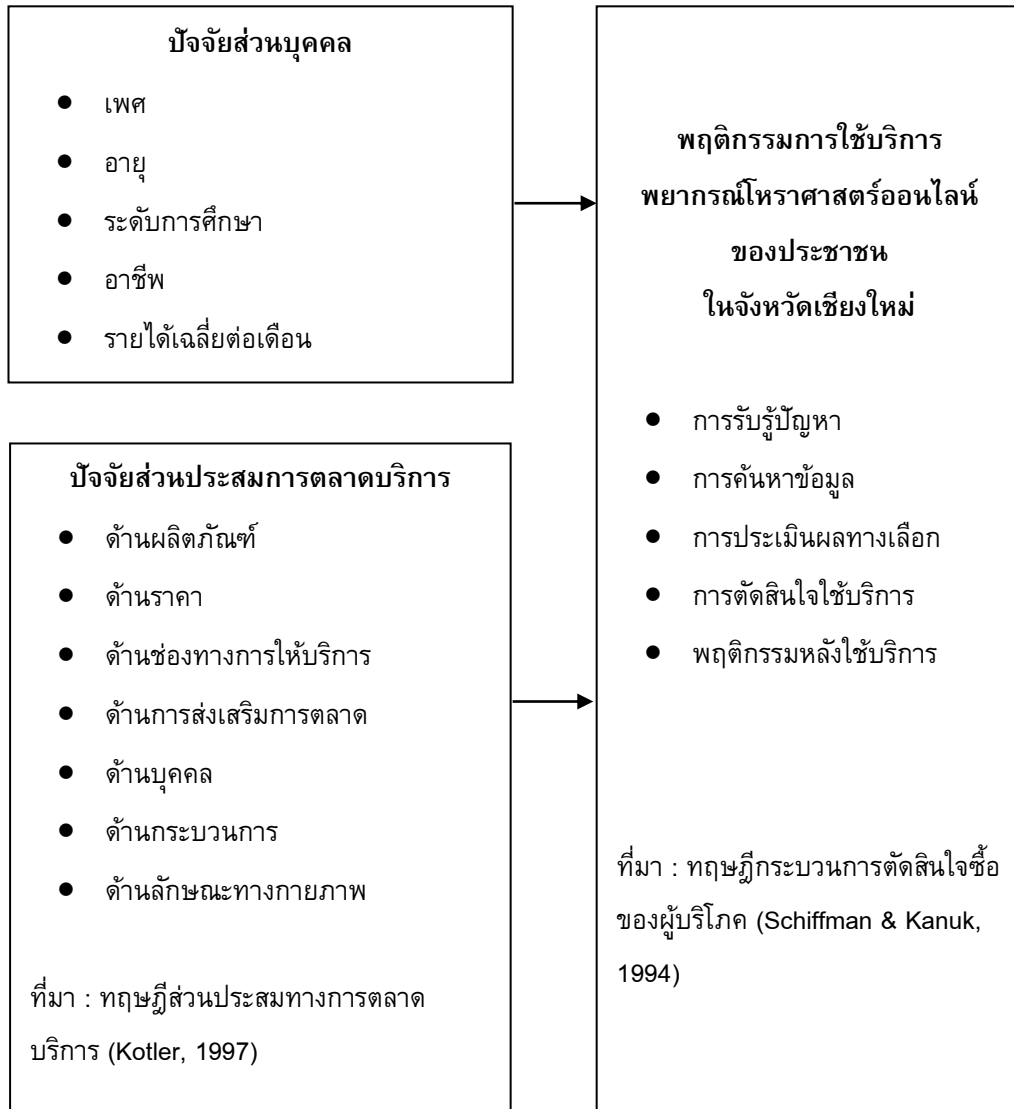 ปัจจัยส่วนบุคคล
● เพศ
● อายุ
● ระดับการศึกษา
● อาชีพ
● รายได้เฉลี่ยต่อเดือน
ปัจจัยส่วนประสมการตลาดบริการ
● ด้านผลิตภัณฑ์
● ด้านราคา
● ด้านช่องทางการให้บริการ
● ด้านการส่งเสริมการตลาด
● ด้านบุคคล
● ด้านกระบวนการ
● ด้านลักษณะทางกายภาพ
ที่มา : ทฤษฎีส่วนประสมทางการตลาด
บริการ (Kotler, 1997)
พฤติกรรมการใช้บริการ
พยากรณ์โหราศาสตร์ออนไลน์
ของประชาชน
ในจังหวัดเชียงใหม่
● การรับรู้ปัญหา
● การค้นหาข้อมูล
● การประเมินผลทางเลือก
● การตัดสินใจใช้บริการ
● พฤติกรรมหลังใช้บริการ
ที่มา : ทฤษฎีกระบวนการตัดสินใจซื้อ
ของผู้บริโภค (Schiffman & Kanuk,
1994)